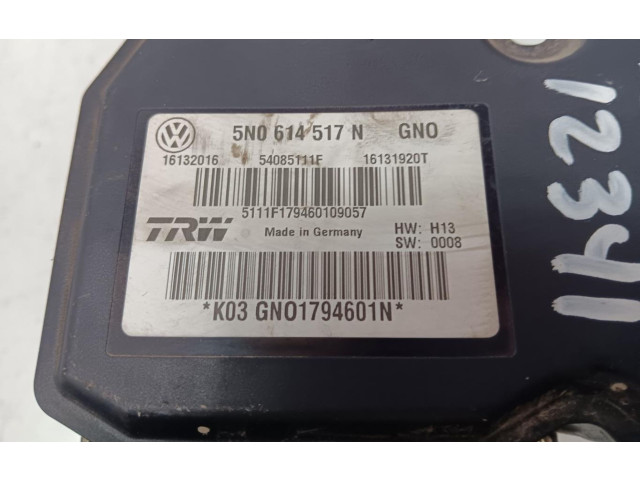 5N0 614 517 N GNO
16132016 54085111F 16131920T
5111F179460109057
TRW Made in Germany HW: H13
SW: 0008
*K03 GNO1794601N*
12341